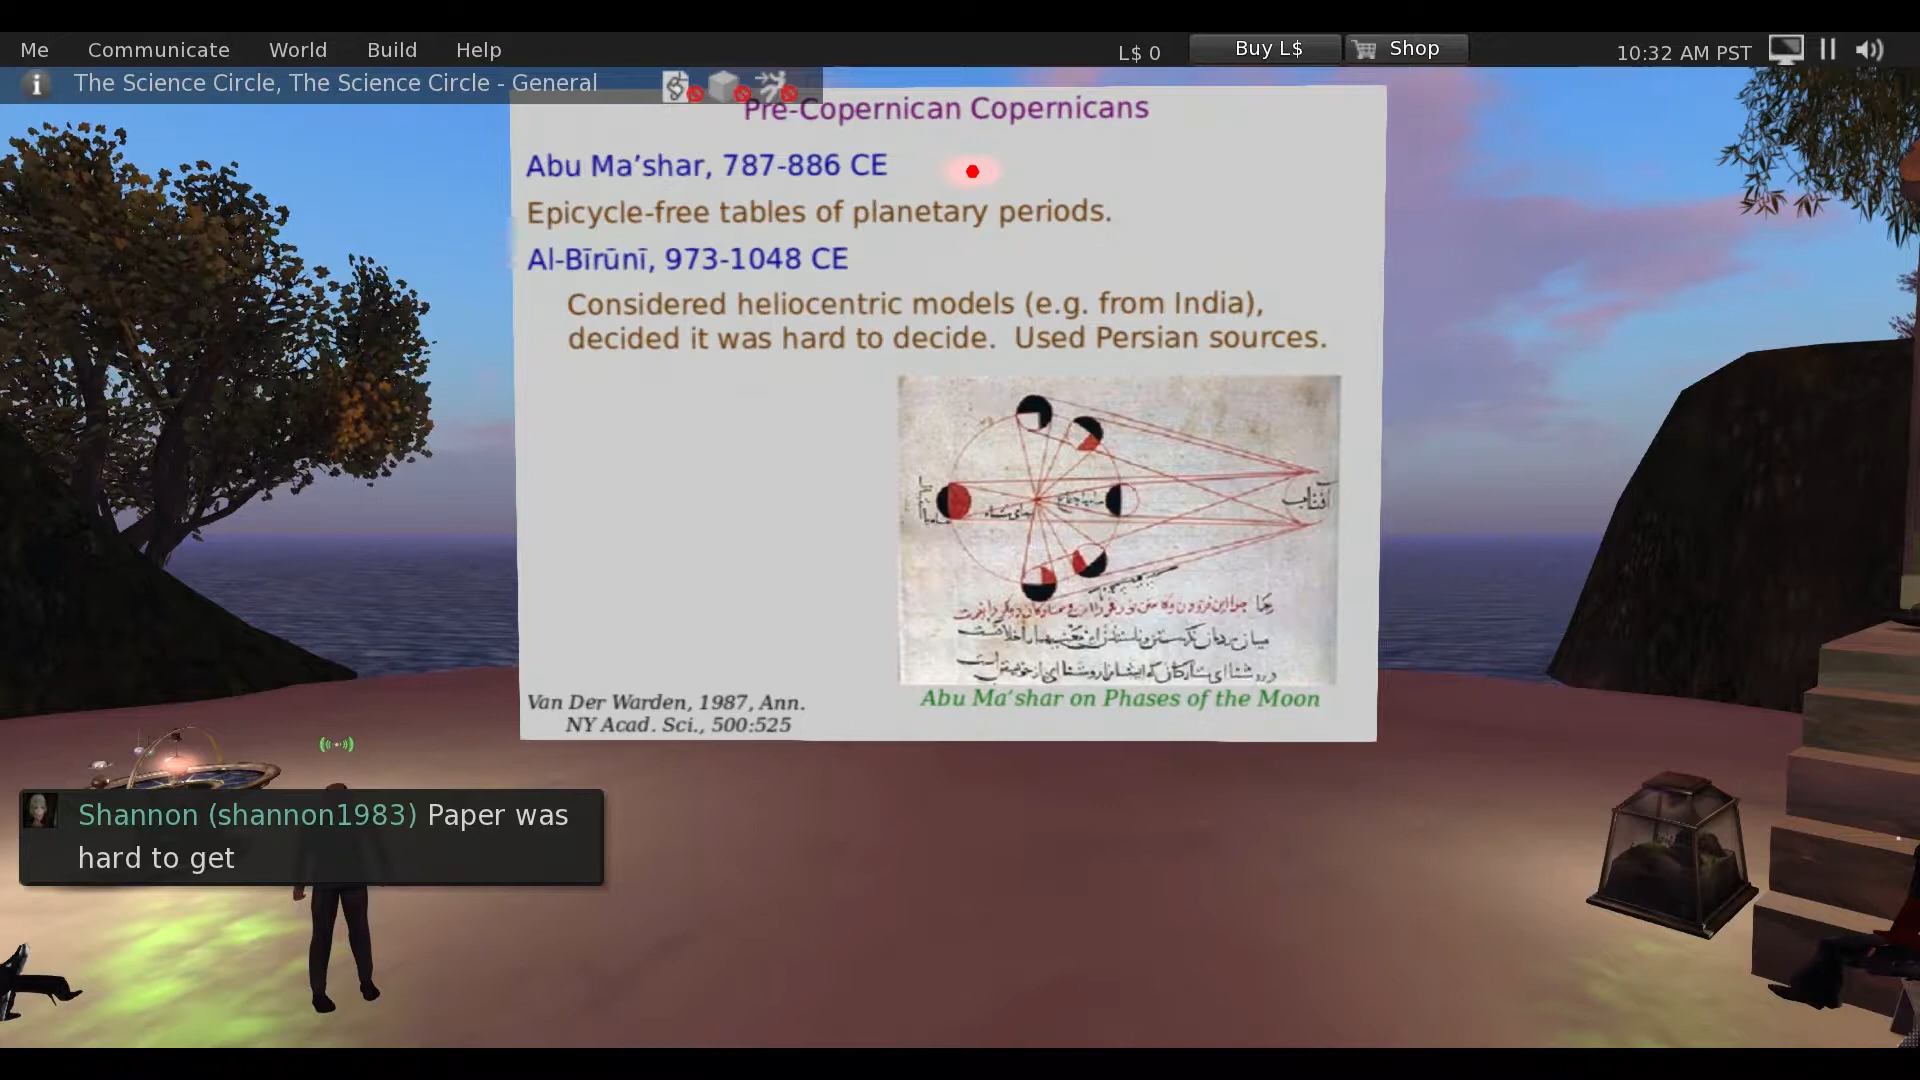 Me Communicate World Build Help L$ 0 Buy L$ Shop 10:32 AM PST
The Science Circle, The Science Circle - General
Pre-Copernican Copernicans
Abu Ma’shar, 787-886 CE
Epicycle-free tables of planetary periods.
Al-Bīrūnī, 973-1048 CE
Considered heliocentric models (e.g. from India),
decided it was hard to decide. Used Persian sources.
Van Der Warden, 1987, Ann.
NY Acad. Sci., 500:525
Abu Ma’shar on Phases of the Moon
Shannon (shannon1983) Paper was
hard to get